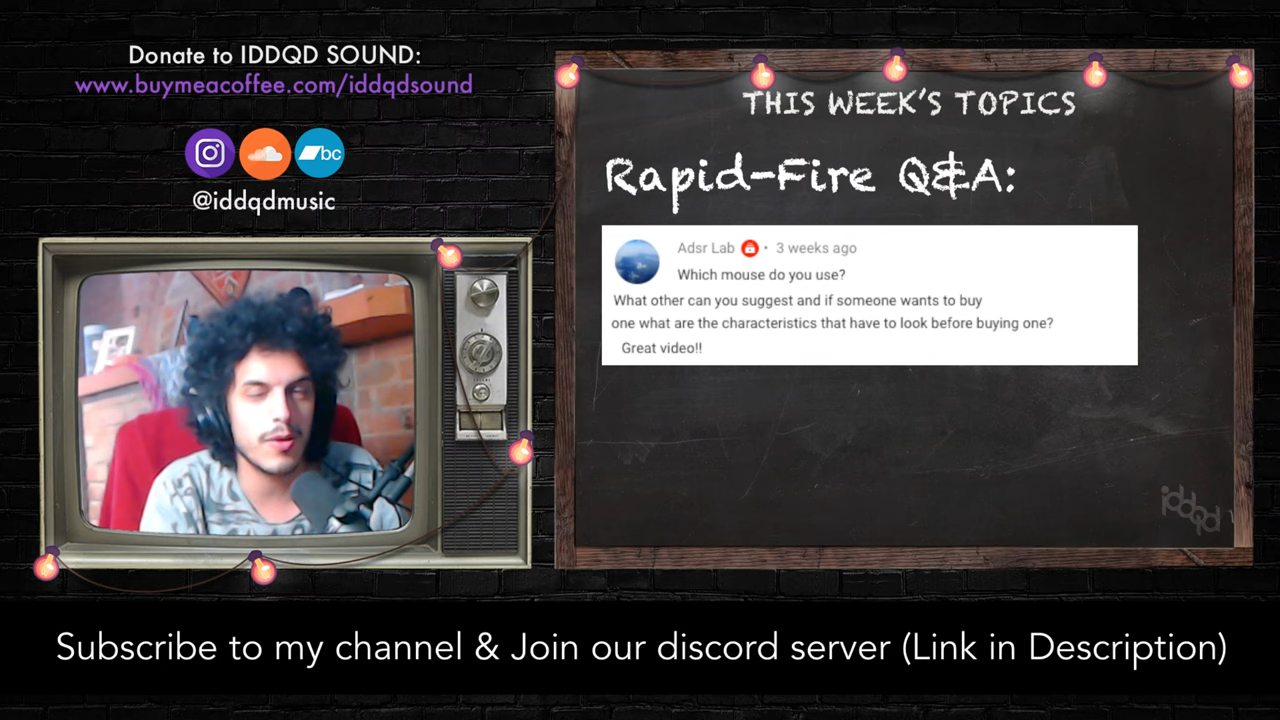 Donate to IDDQD SOUND:
www.buymeacoffee.com/iddqdsound
bc
@iddqdmusic
THIS WEEK'S TOPICS
Rapid-Fire Q&A:
Adsr Lab · 3 weeks ago
Which mouse do you use?
What other can you suggest and if someone wants to buy
one what are the characteristics that have to look before buying one?
Great video!!
iddqd
Subscribe to my channel & Join our discord server (Link in Description)